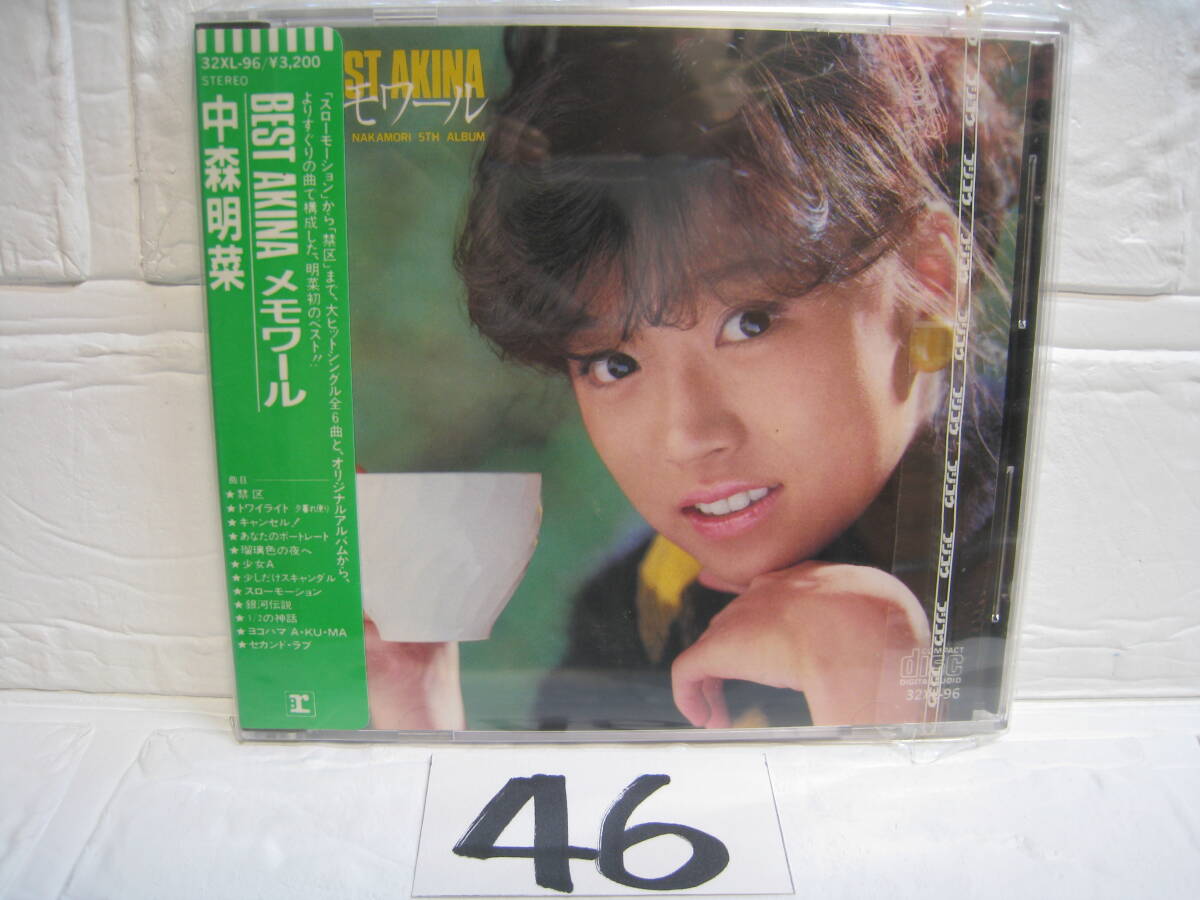 32XL-96/¥3,200
STEREO
「スローモーション」から「禁区」まで、大ヒットシングル全6曲と、オリジナルアルバムから、
よりすぐりの曲で構成した、明菜初のベスト!!
BEST AKINA メモワール
中森明菜
曲目
★禁区
★トワイライト 夕暮れ便り
★キャンセル!
★あなたのポートレート
★瑠璃色の夜へ
★少女A
★少しだけスキャンダル
★スローモーション
★銀河伝説
★1/2の神話
★ヨコハマ A・KU・MA
★セカンド・ラブ
r
ST AKINA
モワール
NAKAMORI 5TH ALBUM
COMPACT
disc
DIGITAL AUDIO
32XL-96
46